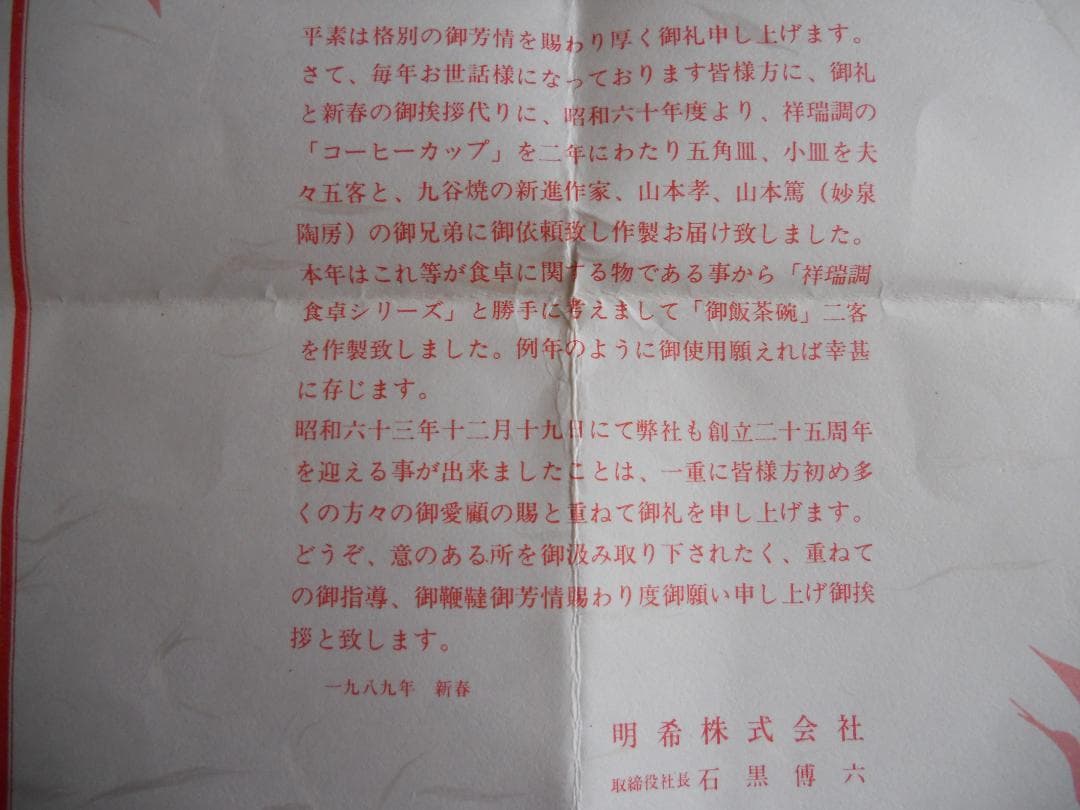 平素は格別の御芳情を賜わり厚く御礼申し上げます。
さて、毎年お世話様になっております皆様方に、御礼
と新春の御挨拶代りに、昭和六十年度より、祥瑞調の
「コーヒーカップ」を二年にわたり五角皿、小皿を夫
々五客と、九谷焼の新進作家、山本孝、山本篤（妙泉
陶房）の御兄弟に御依頼致し作製お届け致しました。
本年はこれ等が食卓に関する物である事から「祥瑞調
食卓シリーズ」と勝手に考えまして「御飯茶碗」二客
を作製致しました。例年のように御使用願えれば幸甚
に存じます。
昭和六十三年十二月十九日にて弊社も創立二十五周年
を迎える事が出来ましたことは、一重に皆様方初め多
くの方々の御愛顧の賜と重ねて御礼を申し上げます。
どうぞ、意のある所を御汲み取り下されたく、重ねて
の御指導、御鞭韃御芳情賜わり度御願い申し上げ御挨
拶と致します。
一九八九年　新春
明希株式会社
取締役社長 石黒傅六